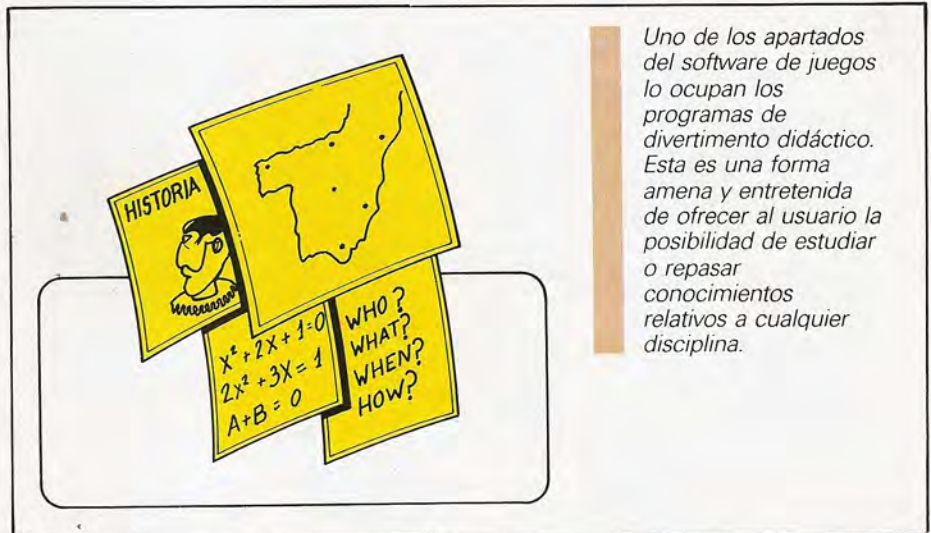 HISTORIA
X² + 2X + 1 = 0
2X² + 3X = 1
A + B = 0
WHO?
WHAT?
WHEN?
HOW?
Uno de los apartados
del software de juegos
lo ocupan los
programas de
divertimento didáctico.
Esta es una forma
amena y entretenida
de ofrecer al usuario la
posibilidad de estudiar
o repasar
conocimientos
relativos a cualquier
disciplina.